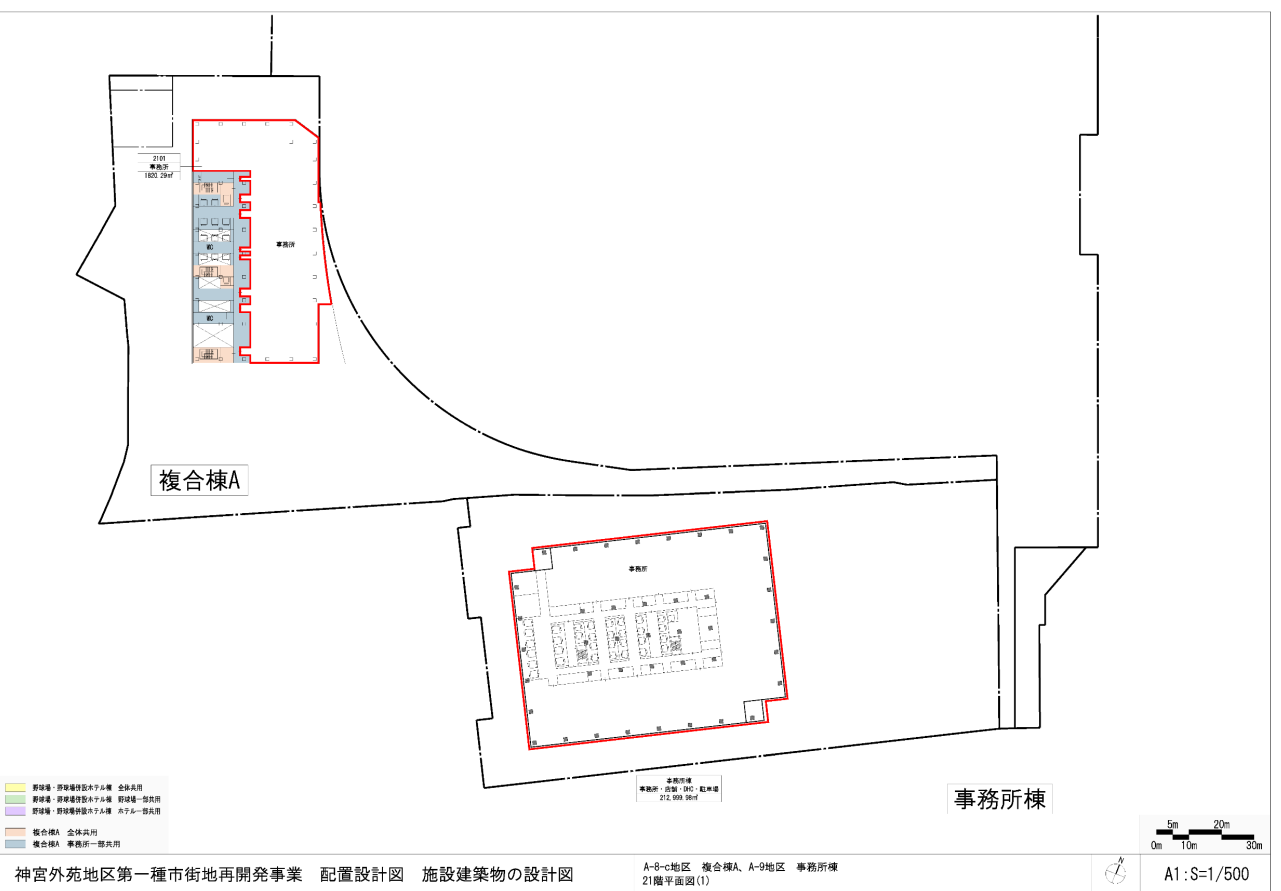 2101
事務所
1820.29㎡
WC
事務所
WC
複合棟A
事務所
事務所棟
事務所・店舗・DHC・駐車場
212,999.98㎡
事務所棟
野球場・野球場併設ホテル棟 全体共用
野球場・野球場併設ホテル棟 野球場一部共用
野球場・野球場併設ホテル棟 ホテル一部共用
複合棟A 全体共用
複合棟A 事務所一部共用
5m 20m
0m 10m 30m
神宮外苑地区第一種市街地再開発事業 配置設計図 施設建築物の設計図
A-8-c地区 複合棟A、A-9地区 事務所棟
21階平面図(1)
N
A1:S=1/500